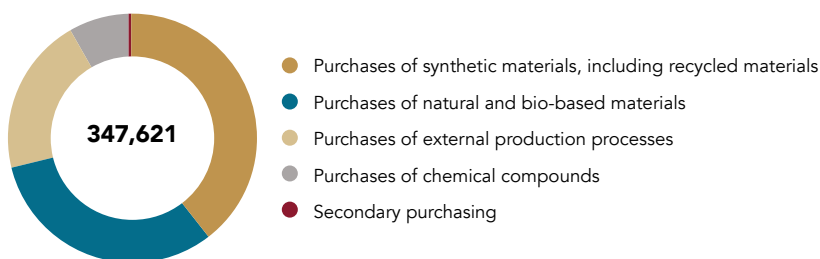 347,621
Purchases of synthetic materials, including recycled materials
Purchases of natural and bio-based materials
Purchases of external production processes
Purchases of chemical compounds
Secondary purchasing